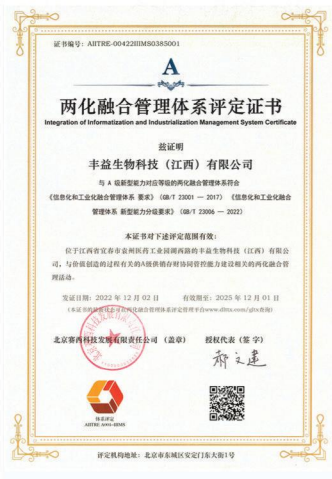 证书编号：AIITRE-00422IIIMS0385001
A
两化融合管理体系评定证书
Integration of Informatization and Industrialization Management System Certificate
兹证明
丰益生物科技（江西）有限公司
与 A 级新型能力对应等级的两化融合管理体系符合
《信息化和工业化融合管理体系 要求》（GB/T 23001 — 2017）《信息化和工业化融合
管理体系 新型能力分级要求》（GB/T 23006 — 2022）
本证书对下述评定范围有效：
位于江西省宜春市袁州医药工业园湖西路的丰益生物科技（江西）有限公
司，与价值创造的过程有关的A级供销存财协同管控能力建设相关的两化融合管
理活动。
发证日期：2022 年 12 月 02 日 有效期至：2025 年 12 月 01 日
北京赛西科技发展有限责任公司 （盖章） 授权代表（签 字）
体系评定
AIITRE 6001-IIIMS
评定机构地址：北京市东城区安定门东大街1号